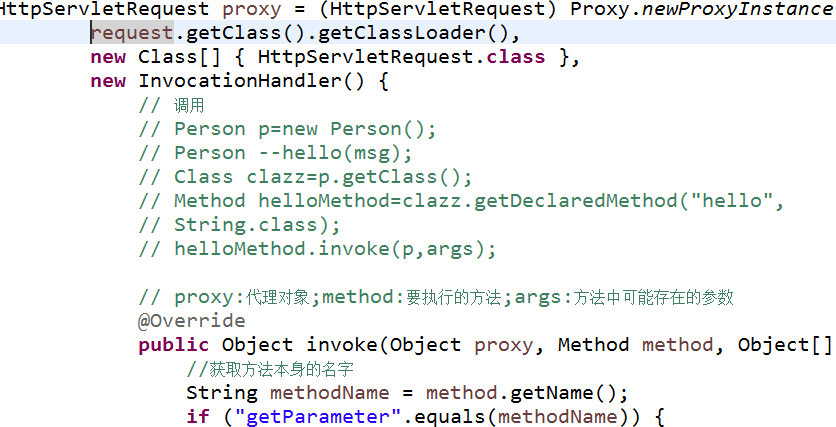 HttpServletRequest proxy = (HttpServletRequest) Proxy.newProxyInstance
request.getClass().getClassLoader(),
new Class[] { HttpServletRequest.class },
new InvocationHandler() {
// 调用
// Person p=new Person();
// Person --hello(msg);
// Class clazz=p.getClass();
// Method helloMethod=clazz.getDeclaredMethod("hello",
// String.class);
// helloMethod.invoke(p,args);
// proxy:代理对象;method:要执行的方法;args:方法中可能存在的参数
@Override
public Object invoke(Object proxy, Method method, Object[]
//获取方法本身的名字
String methodName = method.getName();
if ("getParameter".equals(methodName)) {